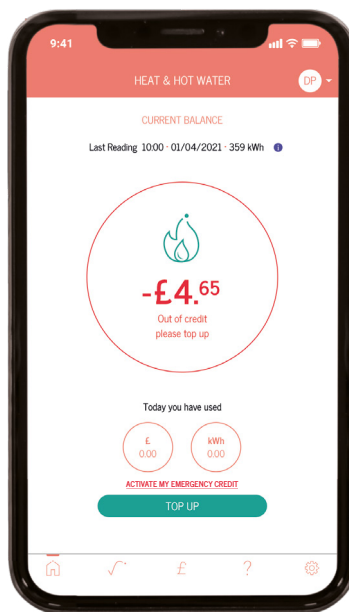 9:41
HEAT & HOT WATER
DP
CURRENT BALANCE
Last Reading 10:00 · 01/04/2021 · 359 kWh i
-£4.65
Out of credit
please top up
Today you have used
£ kWh
0.00 0.00
ACTIVATE MY EMERGENCY CREDIT
TOP UP
£ ?